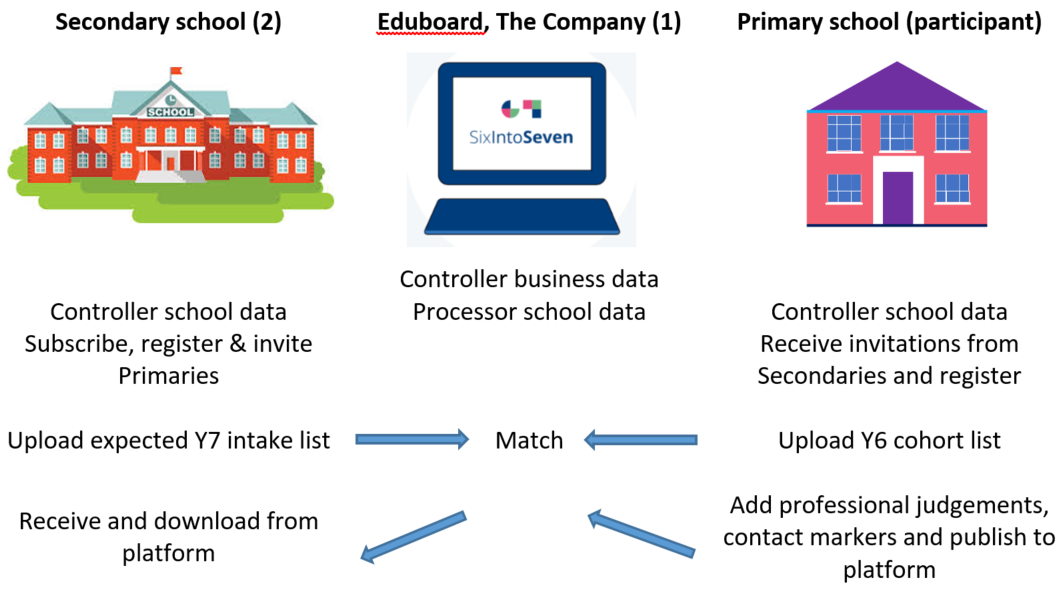 Secondary school (2)
Eduboard, The Company (1)
Primary school (participant)
SCHOOL
SixIntoSeven
Controller business data
Processor school data
Controller school data
Subscribe, register & invite
Primaries
Controller school data
Receive invitations from
Secondaries and register
Upload expected Y7 intake list
Match
Upload Y6 cohort list
Receive and download from
platform
Add professional judgements,
contact markers and publish to
platform